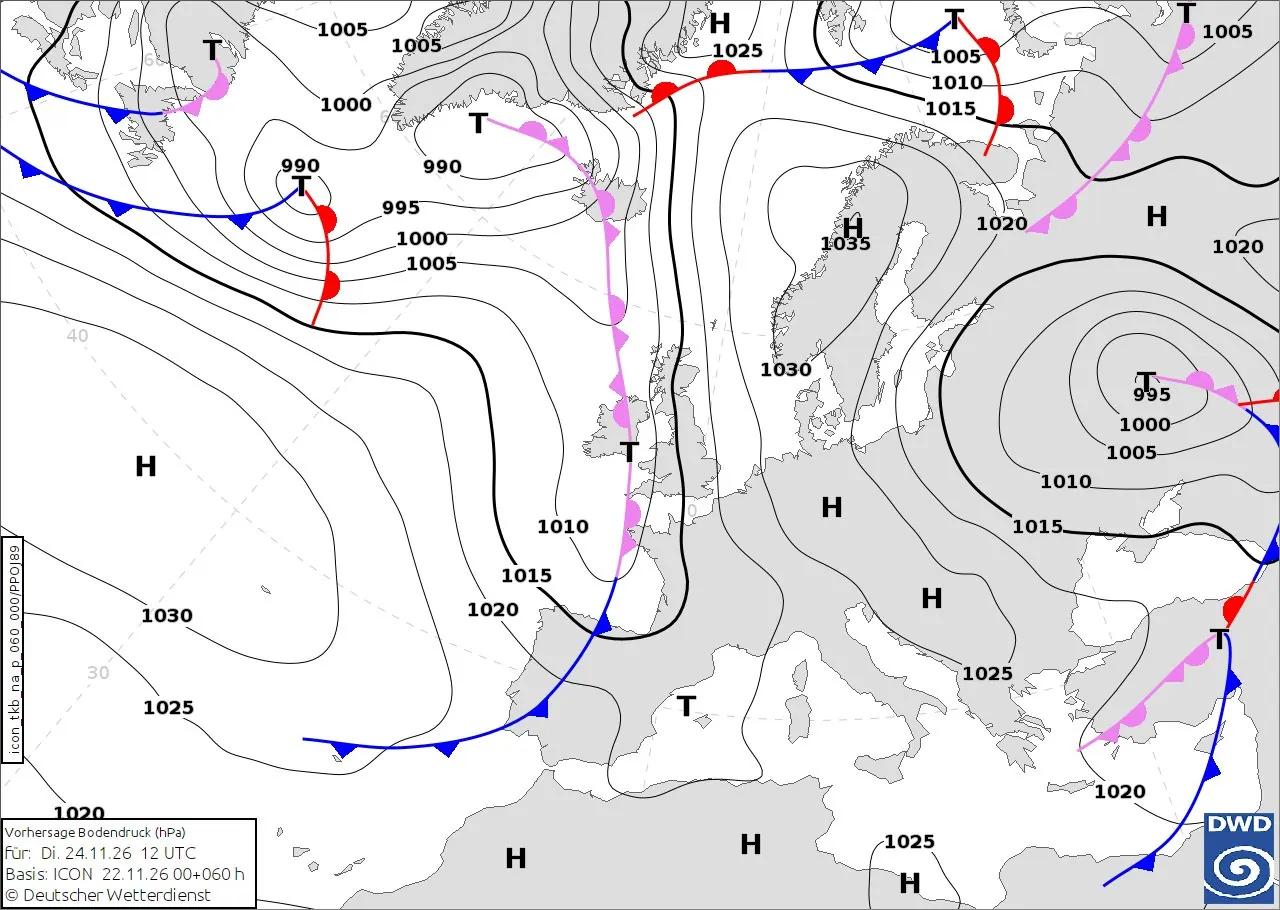 1005
1005
H
1025
T
1005
T
1005
60
T
1010
1000
1015
T
990
990
T
995
1000
1005
H
1035
1020
H
1020
40
1030
T
995
1000
1005
1010
1015
H
T
0
H
1010
1015
1020
H
1030
30
1025
T
1025
T
1020
1020
H
H
1025
H
icon_tkb_na_p_060_000/PPOJ89
Vorhersage Bodendruck (hPa)
für: Di. 24.11.26 12 UTC
Basis: ICON 22.11.26 00+060 h
© Deutscher Wetterdienst
DWD